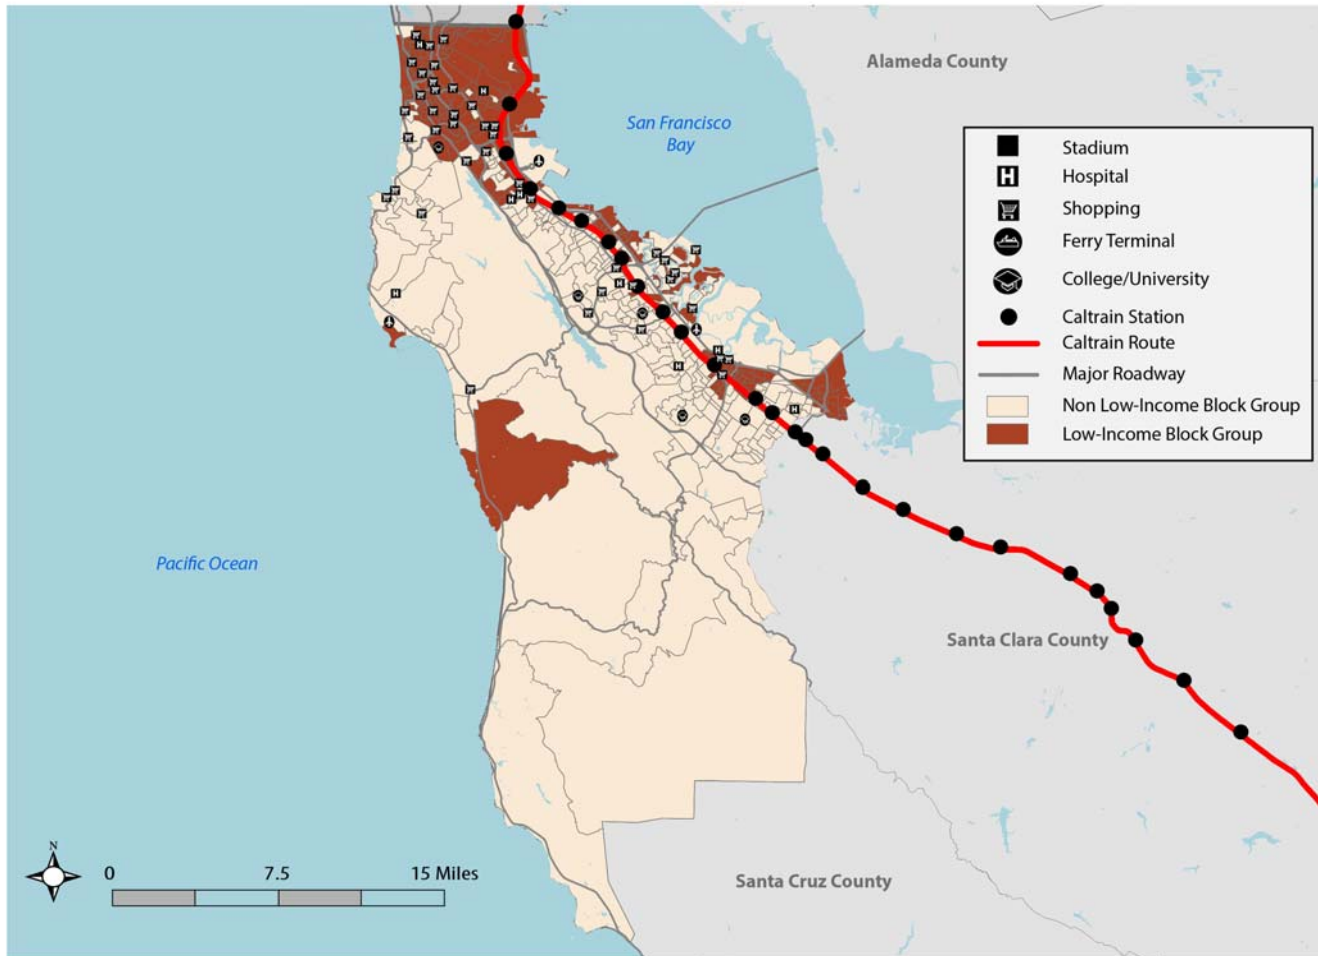 Alameda County
San Francisco
Bay
Stadium
H Hospital
Shopping
Ferry Terminal
College/University
Caltrain Station
Caltrain Route
Major Roadway
Non Low-Income Block Group
Low-Income Block Group
Pacific Ocean
Santa Clara County
Santa Cruz County
N
0 7.5 15 Miles